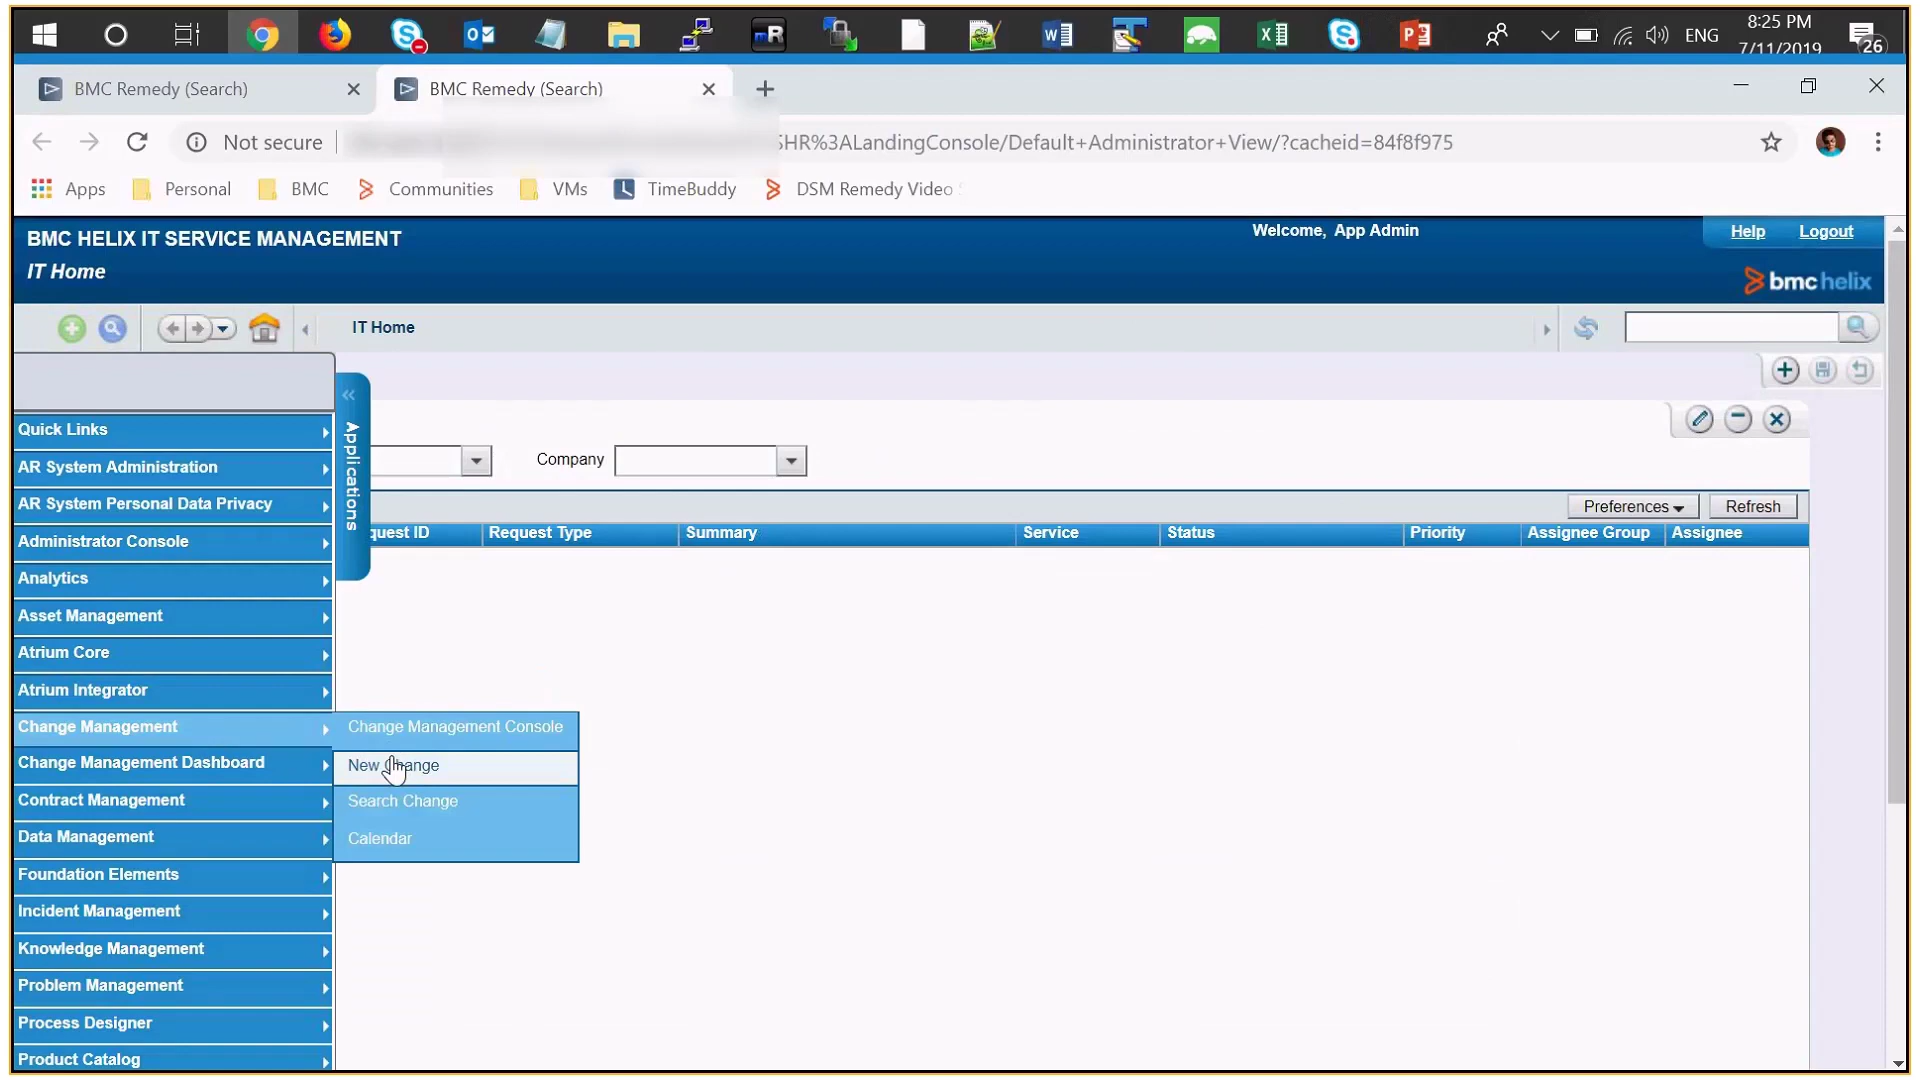 8:25 PM
ENG
7/11/2019
26
BMC Remedy (Search)
BMC Remedy (Search)
Not secure
HR%3ALandingConsole/Default+Administrator+View/?cacheid=84f8f975
Apps
Personal
BMC
Communities
VMs
TimeBuddy
DSM Remedy Video
BMC HELIX IT SERVICE MANAGEMENT
Welcome, App Admin
Help
Logout
IT Home
bmc helix
IT Home
Applications
Company
Preferences
Refresh
quest ID
Request Type
Summary
Service
Status
Priority
Assignee Group
Assignee
Quick Links
AR System Administration
AR System Personal Data Privacy
Administrator Console
Analytics
Asset Management
Atrium Core
Atrium Integrator
Change Management
Change Management Dashboard
Contract Management
Data Management
Foundation Elements
Incident Management
Knowledge Management
Problem Management
Process Designer
Product Catalog
Change Management Console
New Change
Search Change
Calendar